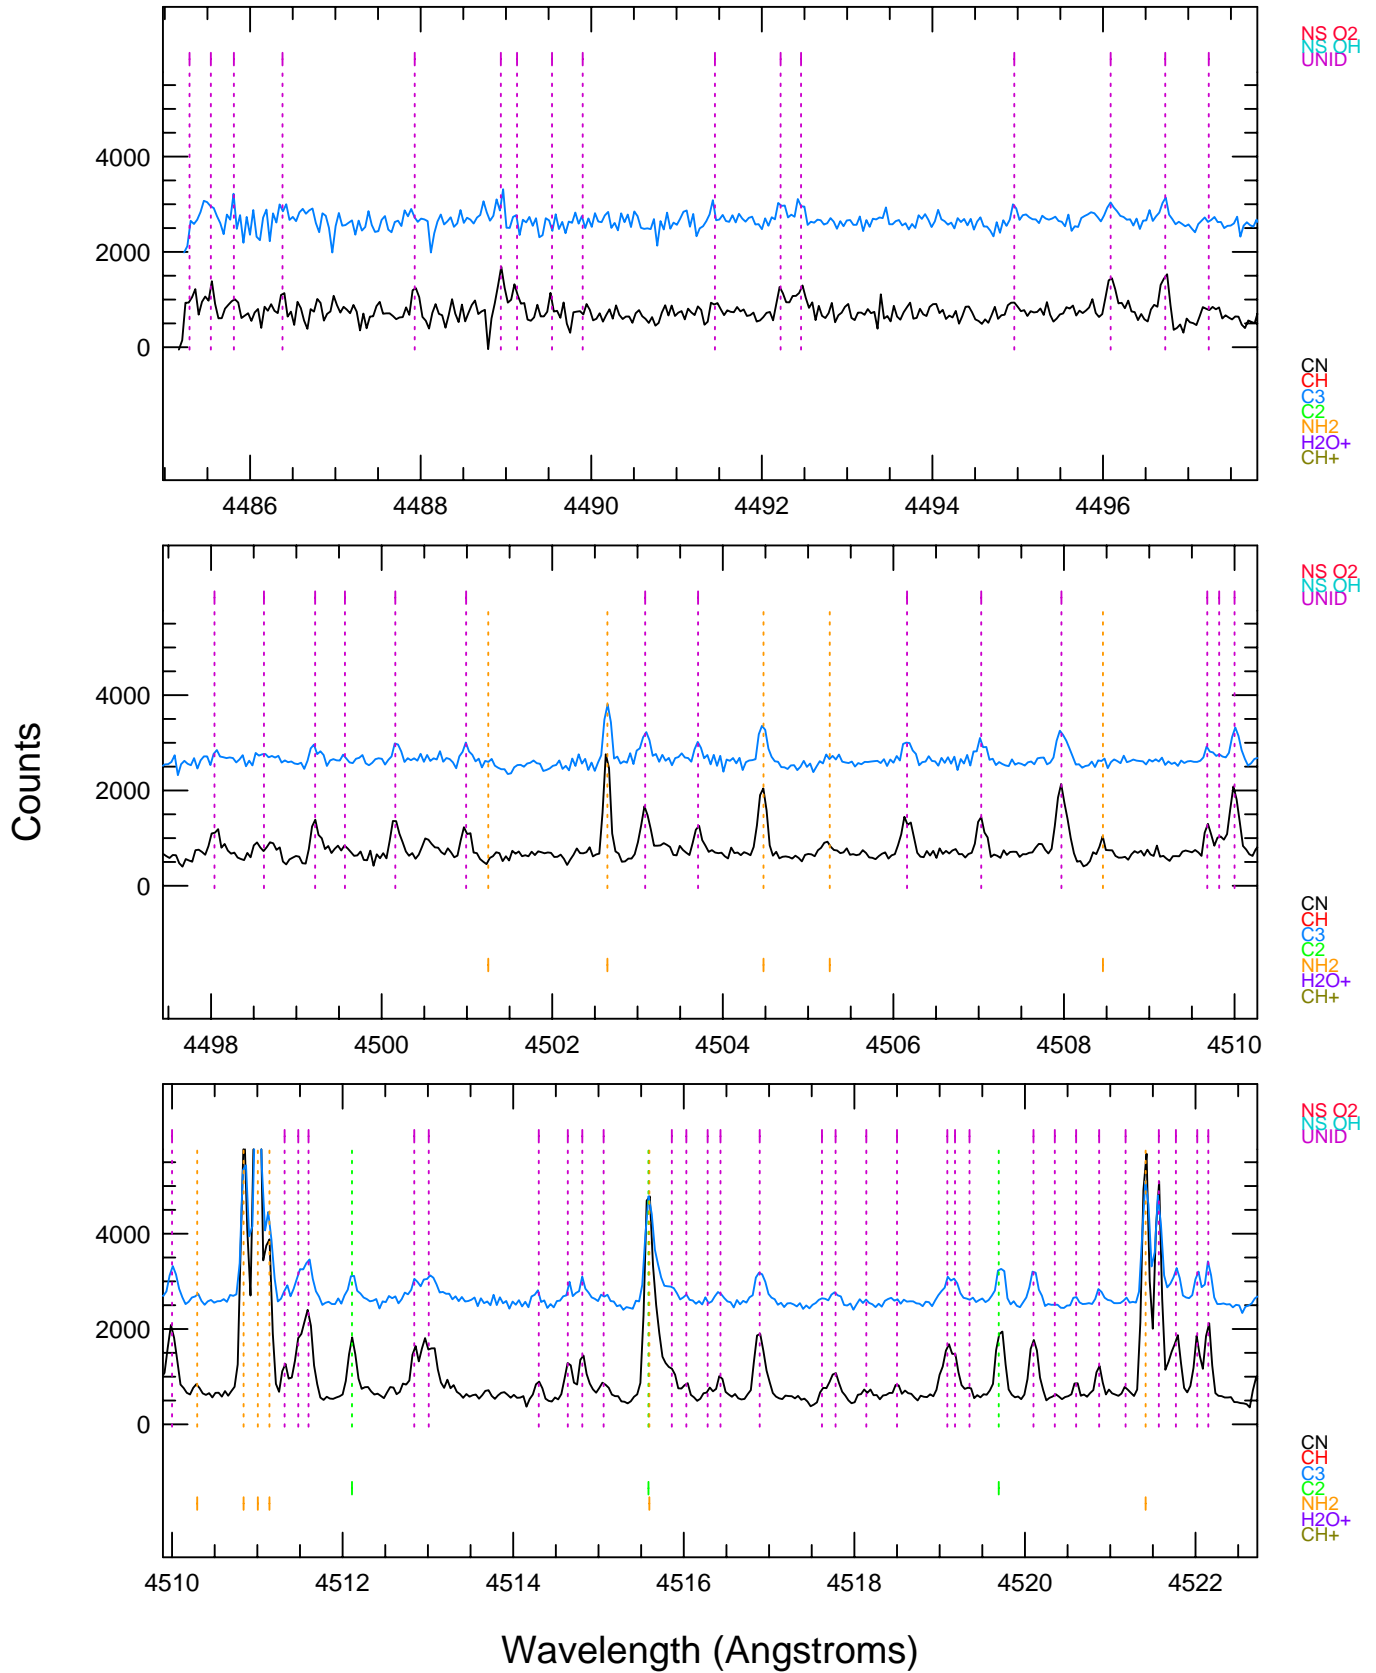 NS O2
NS OH
UNID
4000
2000
0
CN
CH
C3
C2
NH2
H2O+
CH+
4486 4488 4490 4492 4494 4496
NS O2
NS OH
UNID
4000
2000
0
Counts
CN
CH
C3
C2
NH2
H2O+
CH+
4498 4500 4502 4504 4506 4508 4510
NS O2
NS OH
UNID
4000
2000
0
CN
CH
C3
C2
NH2
H2O+
CH+
4510 4512 4514 4516 4518 4520 4522
Wavelength (Angstroms)